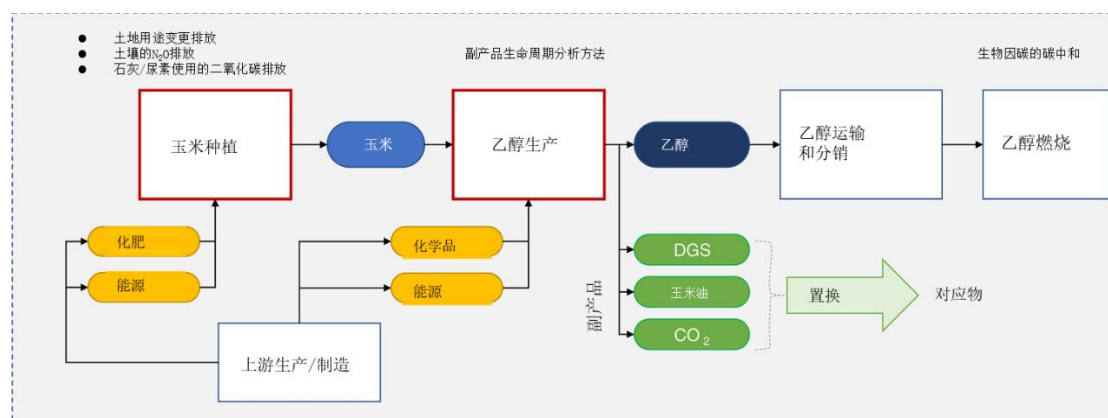 土地用途变更排放
土壤的N₂O排放
石灰/尿素使用的二氧化碳排放
副产品生命周期分析方法
生物因碳的碳中和
玉米种植
玉米
乙醇生产
乙醇
乙醇运输
和分销
乙醇燃烧
化肥
能源
化学品
能源
上游生产/制造
副产品
DGS
玉米油
CO₂
置换
对应物